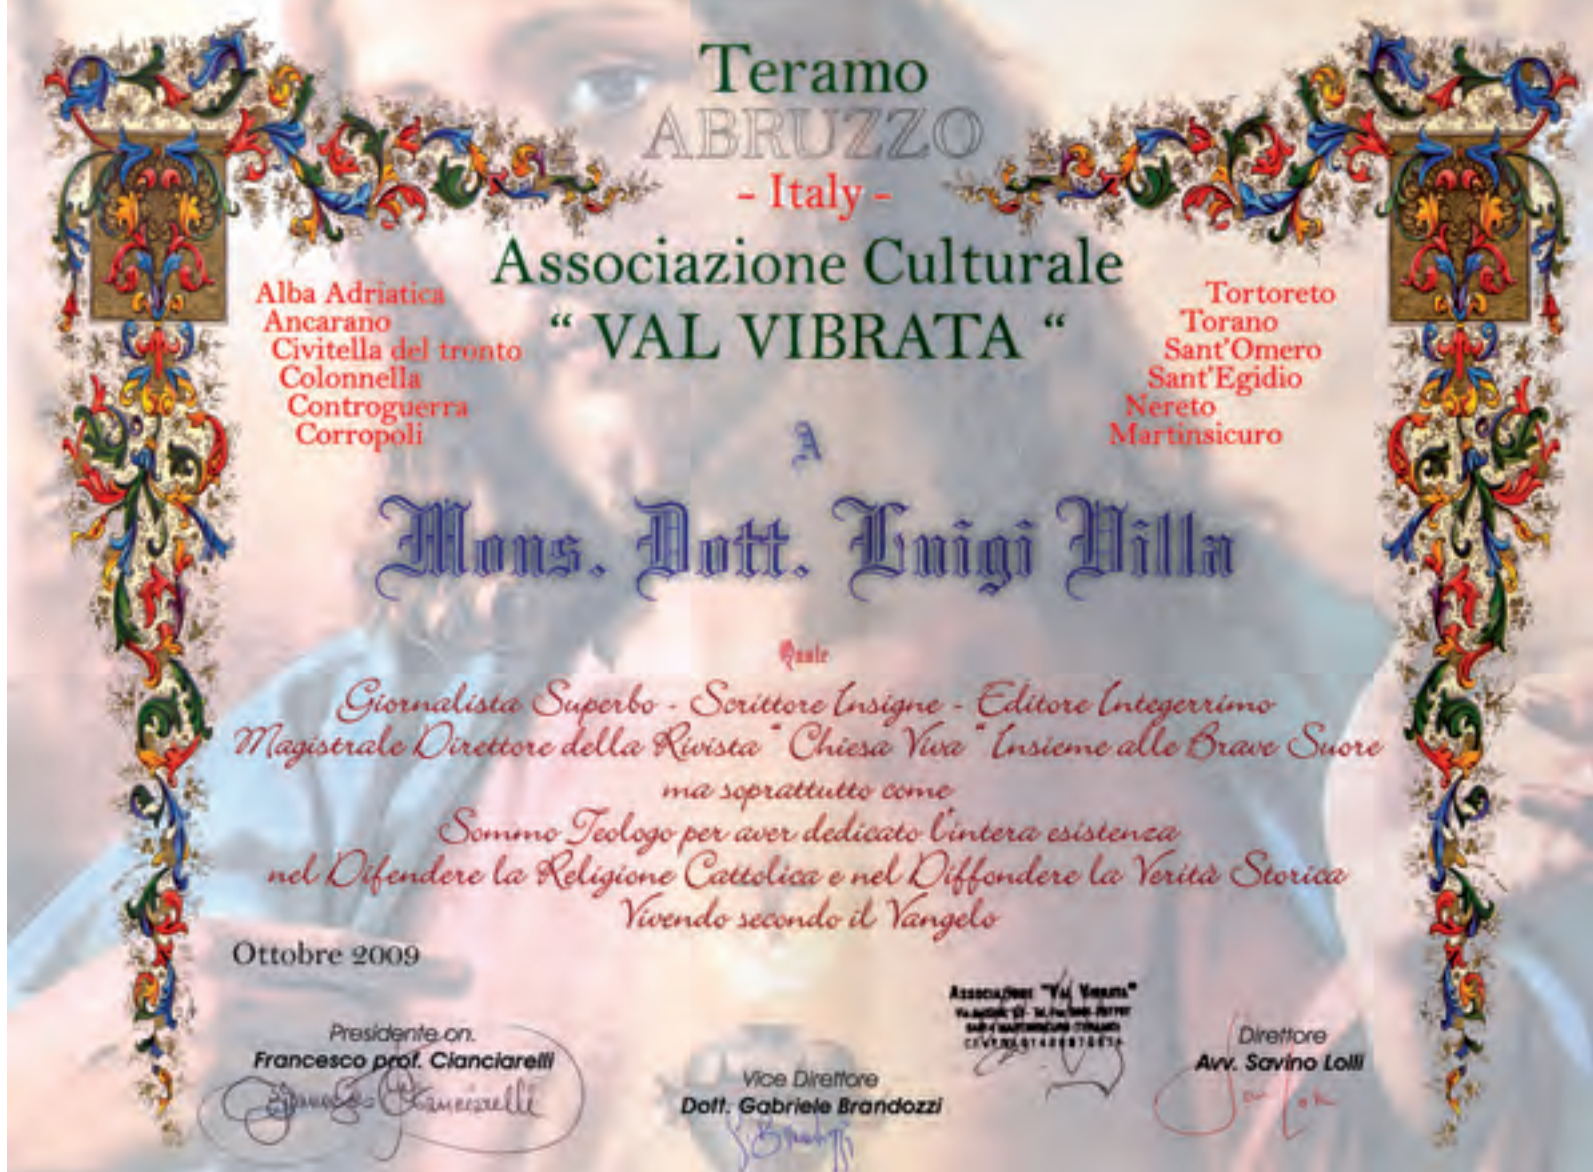 Teramo
ABRUZZO
- Italy -
Associazione Culturale
“ VAL VIBRATA “
Alba Adriatica
Ancarano
Civitella del tronto
Colonnella
Controguerra
Corropoli
Tortoreto
Torano
Sant'Omero
Sant'Egidio
Nereto
Martinsicuro
A
Mons. Dott. Luigi Villa
Quale
Giornalista Superbo - Scrittore Insigne - Editore Integerrimo
Magistrale Direttore della Rivista " Chiesa Viva " Insieme alle Brave Suore
ma soprattutto come
Sommo Teologo per aver dedicato l'intera esistenza
nel Difendere la Religione Cattolica e nel Diffondere la Verità Storica
Vivendo secondo il Vangelo
Ottobre 2009
Presidente on.
Francesco prof. Cianciarelli
Francesco Cianciarelli
Vice Direttore
Dott. Gabriele Brandozzi
Associazione "Val Vibrata"
Direttore
Avv. Savino Lolli